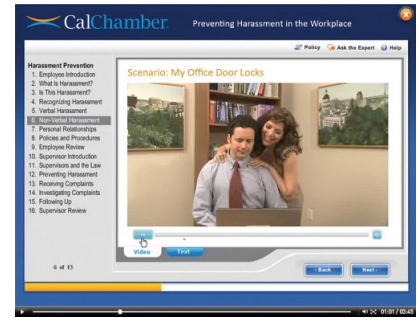 CalChamber
Preventing Harassment in the Workplace
Policy
Ask the Expert
Help
Harassment Prevention
1. Employee Introduction
2. What Is Harassment?
3. Is This Harassment?
4. Recognizing Harassment
5. Verbal Harassment
6. Non-Verbal Harassment
7. Personal Relationships
8. Policies and Procedures
9. Employee Review
10. Supervisor Introduction
11. Supervisors and the Law
12. Preventing Harassment
13. Receiving Complaints
14. Investigating Complaints
15. Following Up
16. Supervisor Review
Scenario: My Office Door Locks
Video
Text
6 of 13
‹ Back
Next ›
01:01 / 03:43